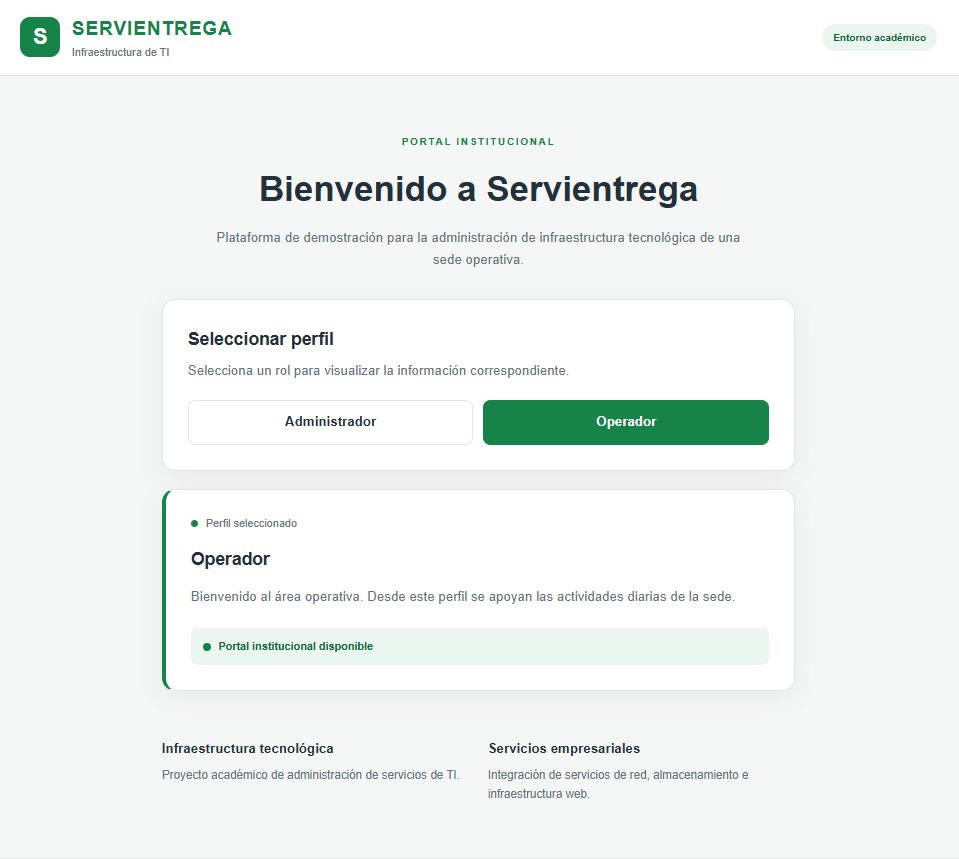 S
SERVIENTREGA
Infraestructura de TI
Entorno académico
PORTAL INSTITUCIONAL
Bienvenido a Servientrega
Plataforma de demostración para la administración de infraestructura tecnológica de una
sede operativa.
Seleccionar perfil
Selecciona un rol para visualizar la información correspondiente.
Administrador
Operador
Perfil seleccionado
Operador
Bienvenido al área operativa. Desde este perfil se apoyan las actividades diarias de la sede.
Portal institucional disponible
Infraestructura tecnológica
Proyecto académico de administración de servicios de TI.
Servicios empresariales
Integración de servicios de red, almacenamiento e
infraestructura web.